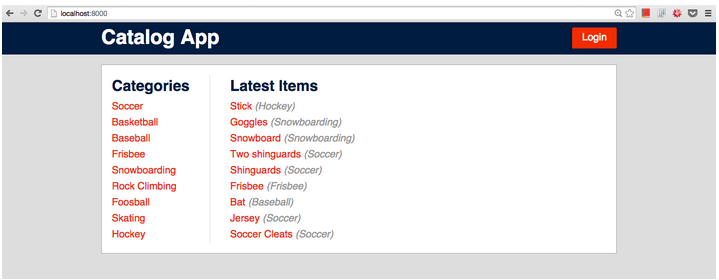 localhost:8000
Catalog App
Login
Categories
Soccer
Basketball
Baseball
Frisbee
Snowboarding
Rock Climbing
Foosball
Skating
Hockey
Latest Items
Stick (Hockey)
Goggles (Snowboarding)
Snowboard (Snowboarding)
Two shinguards (Soccer)
Shinguards (Soccer)
Frisbee (Frisbee)
Bat (Baseball)
Jersey (Soccer)
Soccer Cleats (Soccer)